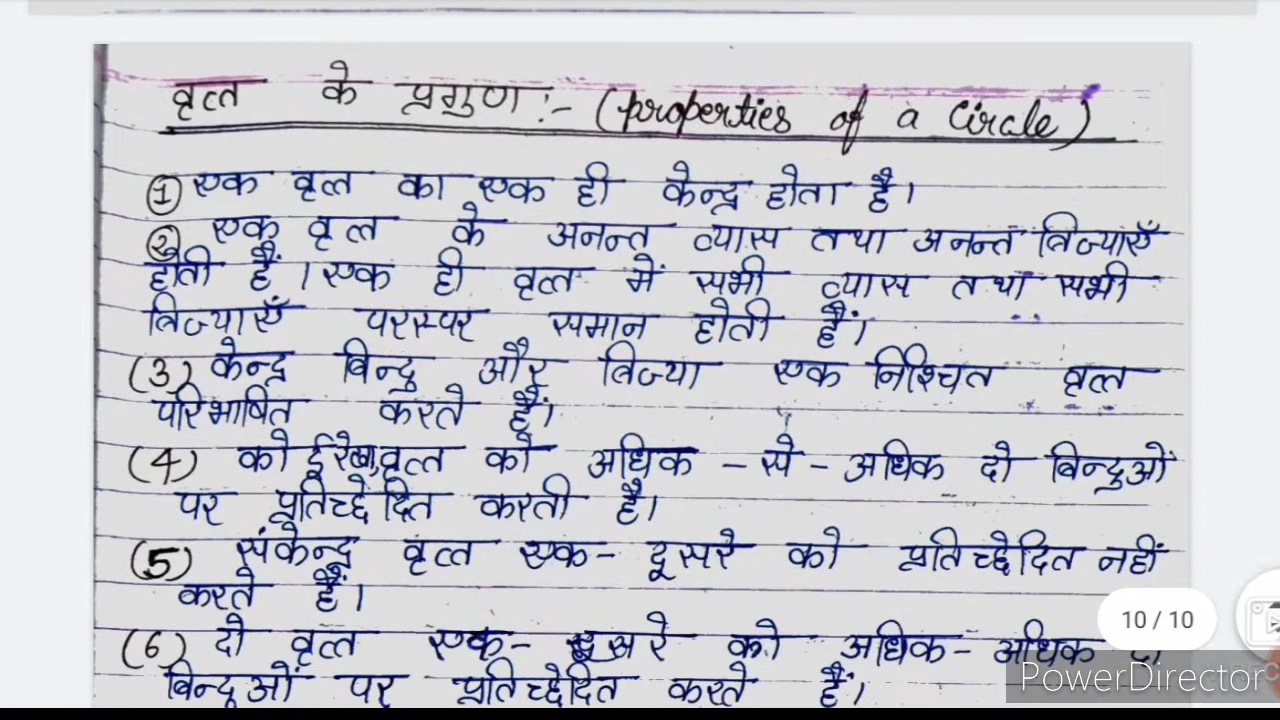 वृत्त के प्रगुण :- (properties of a Circle)
① एक वृत्त का एक ही केन्द्र होता है।
② एक वृत्त के अनन्त व्यास तथा अनन्त त्रिज्याएँ
होती हैं। एक ही वृत्त में सभी व्यास तथा सभी
त्रिज्याएँ परस्पर समान होती हैं।
(3) केन्द्र बिन्दु और त्रिज्या एक निश्चित वृत्त
परिभाषित करते हैं।
(4) कोई रेखा, वृत्त को अधिक - से - अधिक दो बिन्दुओं
पर प्रतिच्छेदित करती है।
(5) संकेन्द्र वृत्त एक - दूसरे को प्रतिच्छेदित नहीं
करते हैं।
(6) दो वृत्त एक - दूसरे को अधिक - अधिक दो
बिन्दुओं पर प्रतिच्छेदित करते हैं।
10 / 10
PowerDirector